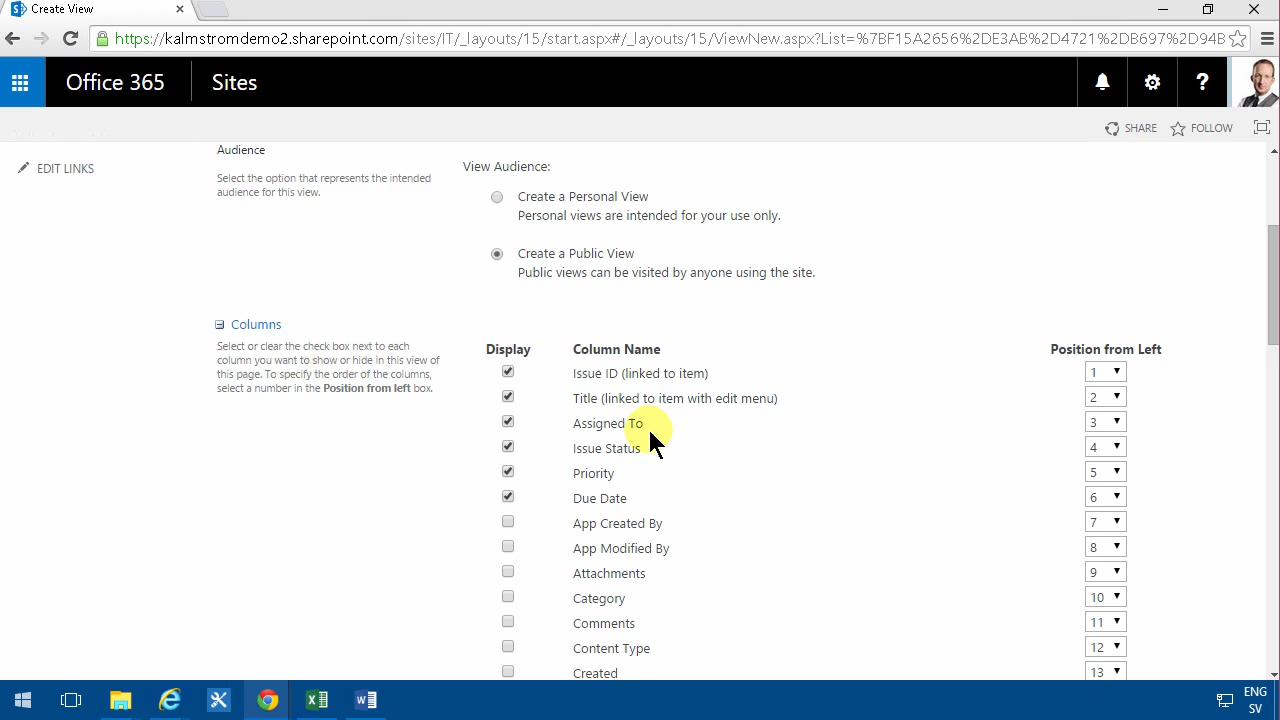 Create View
https://kalmstromdemo2.sharepoint.com/sites/IT/_layouts/15/start.aspx#/_layouts/15/ViewNew.aspx?List=%7BF15A2656%2DE3AB%2D4721%2DB697%2D94B
Office 365
Sites
?
SHARE
FOLLOW
EDIT LINKS
Audience
Select the option that represents the intended
audience for this view.
View Audience:
Create a Personal View
Personal views are intended for your use only.
Create a Public View
Public views can be visited by anyone using the site.
Columns
Select or clear the check box next to each
column you want to show or hide in this view of
this page. To specify the order of the columns,
select a number in the Position from left box.
Display Column Name Position from Left
Issue ID (linked to item) 1
Title (linked to item with edit menu) 2
Assigned To 3
Issue Status 4
Priority 5
Due Date 6
App Created By 7
App Modified By 8
Attachments 9
Category 10
Comments 11
Content Type 12
Created 13
ENG
SV